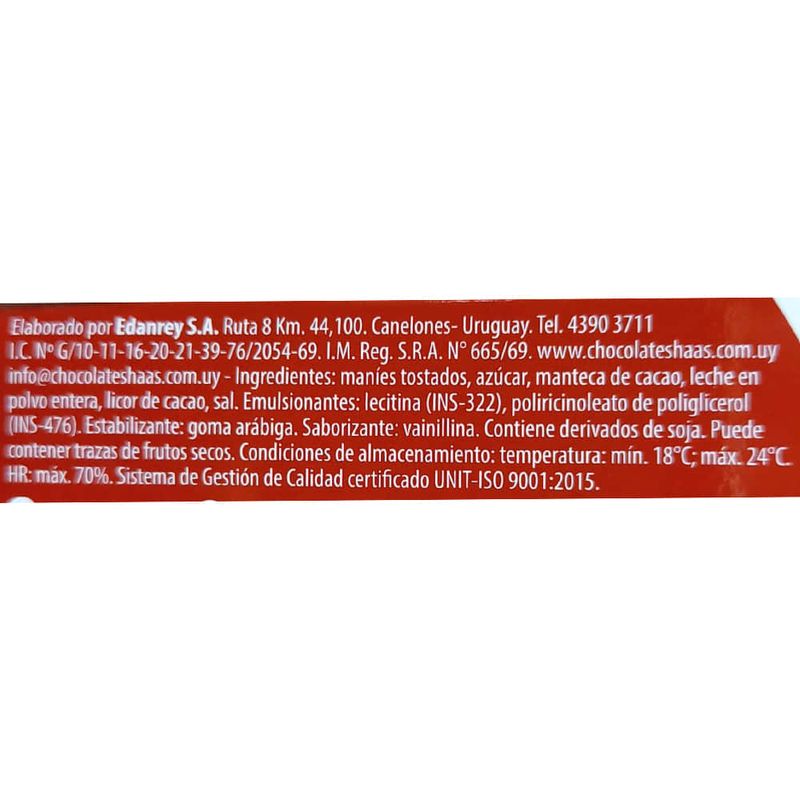 Elaborado por Edanrey S.A. Ruta 8 Km. 44,100. Canelones- Uruguay. Tel. 4390 3711
I.C. Nº G/10-11-16-20-21-39-76/2054-69. I.M. Reg. S.R.A. N° 665/69. www.chocolateshaas.com.uy
info@chocolateshaas.com.uy - Ingredientes: maníes tostados, azúcar, manteca de cacao, leche en
polvo entera, licor de cacao, sal. Emulsionantes: lecitina (INS-322), poliricinoleato de poliglicerol
(INS-476). Estabilizante: goma arábiga. Saborizante: vainillina. Contiene derivados de soja. Puede
contener trazas de frutos secos. Condiciones de almacenamiento: temperatura: mín. 18°C; máx. 24°C.
HR: máx. 70%. Sistema de Gestión de Calidad certificado UNIT-ISO 9001:2015.